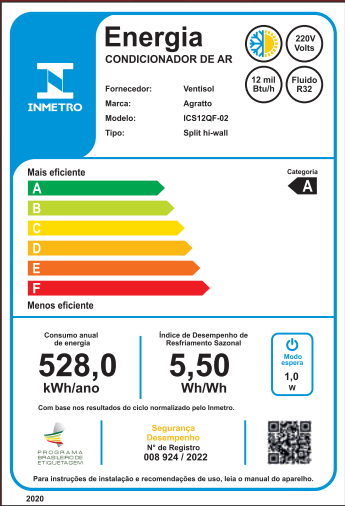 Energia
CONDICIONADOR DE AR
220V
Volts
12 mil
Btu/h
Fluido
R32
INMETRO
Fornecedor: Ventisol
Marca: Agratto
Modelo: ICS12QF-02
Tipo: Split hi-wall
Mais eficiente
Categoria
A
A
B
C
D
E
F
Menos eficiente
Consumo anual
de energia
528,0
kWh/ano
Índice de Desempenho de
Resfriamento Sazonal
5,50
Wh/Wh
Modo
espera
1,0
W
Com base nos resultados do ciclo normalizado pelo Inmetro.
PROGRAMA
BRASILEIRO DE
ETIQUETAGEM
Segurança
Desempenho
N° de Registro
008 924 / 2022
Para instruções de instalação e recomendações de uso, leia o manual do aparelho.
2020